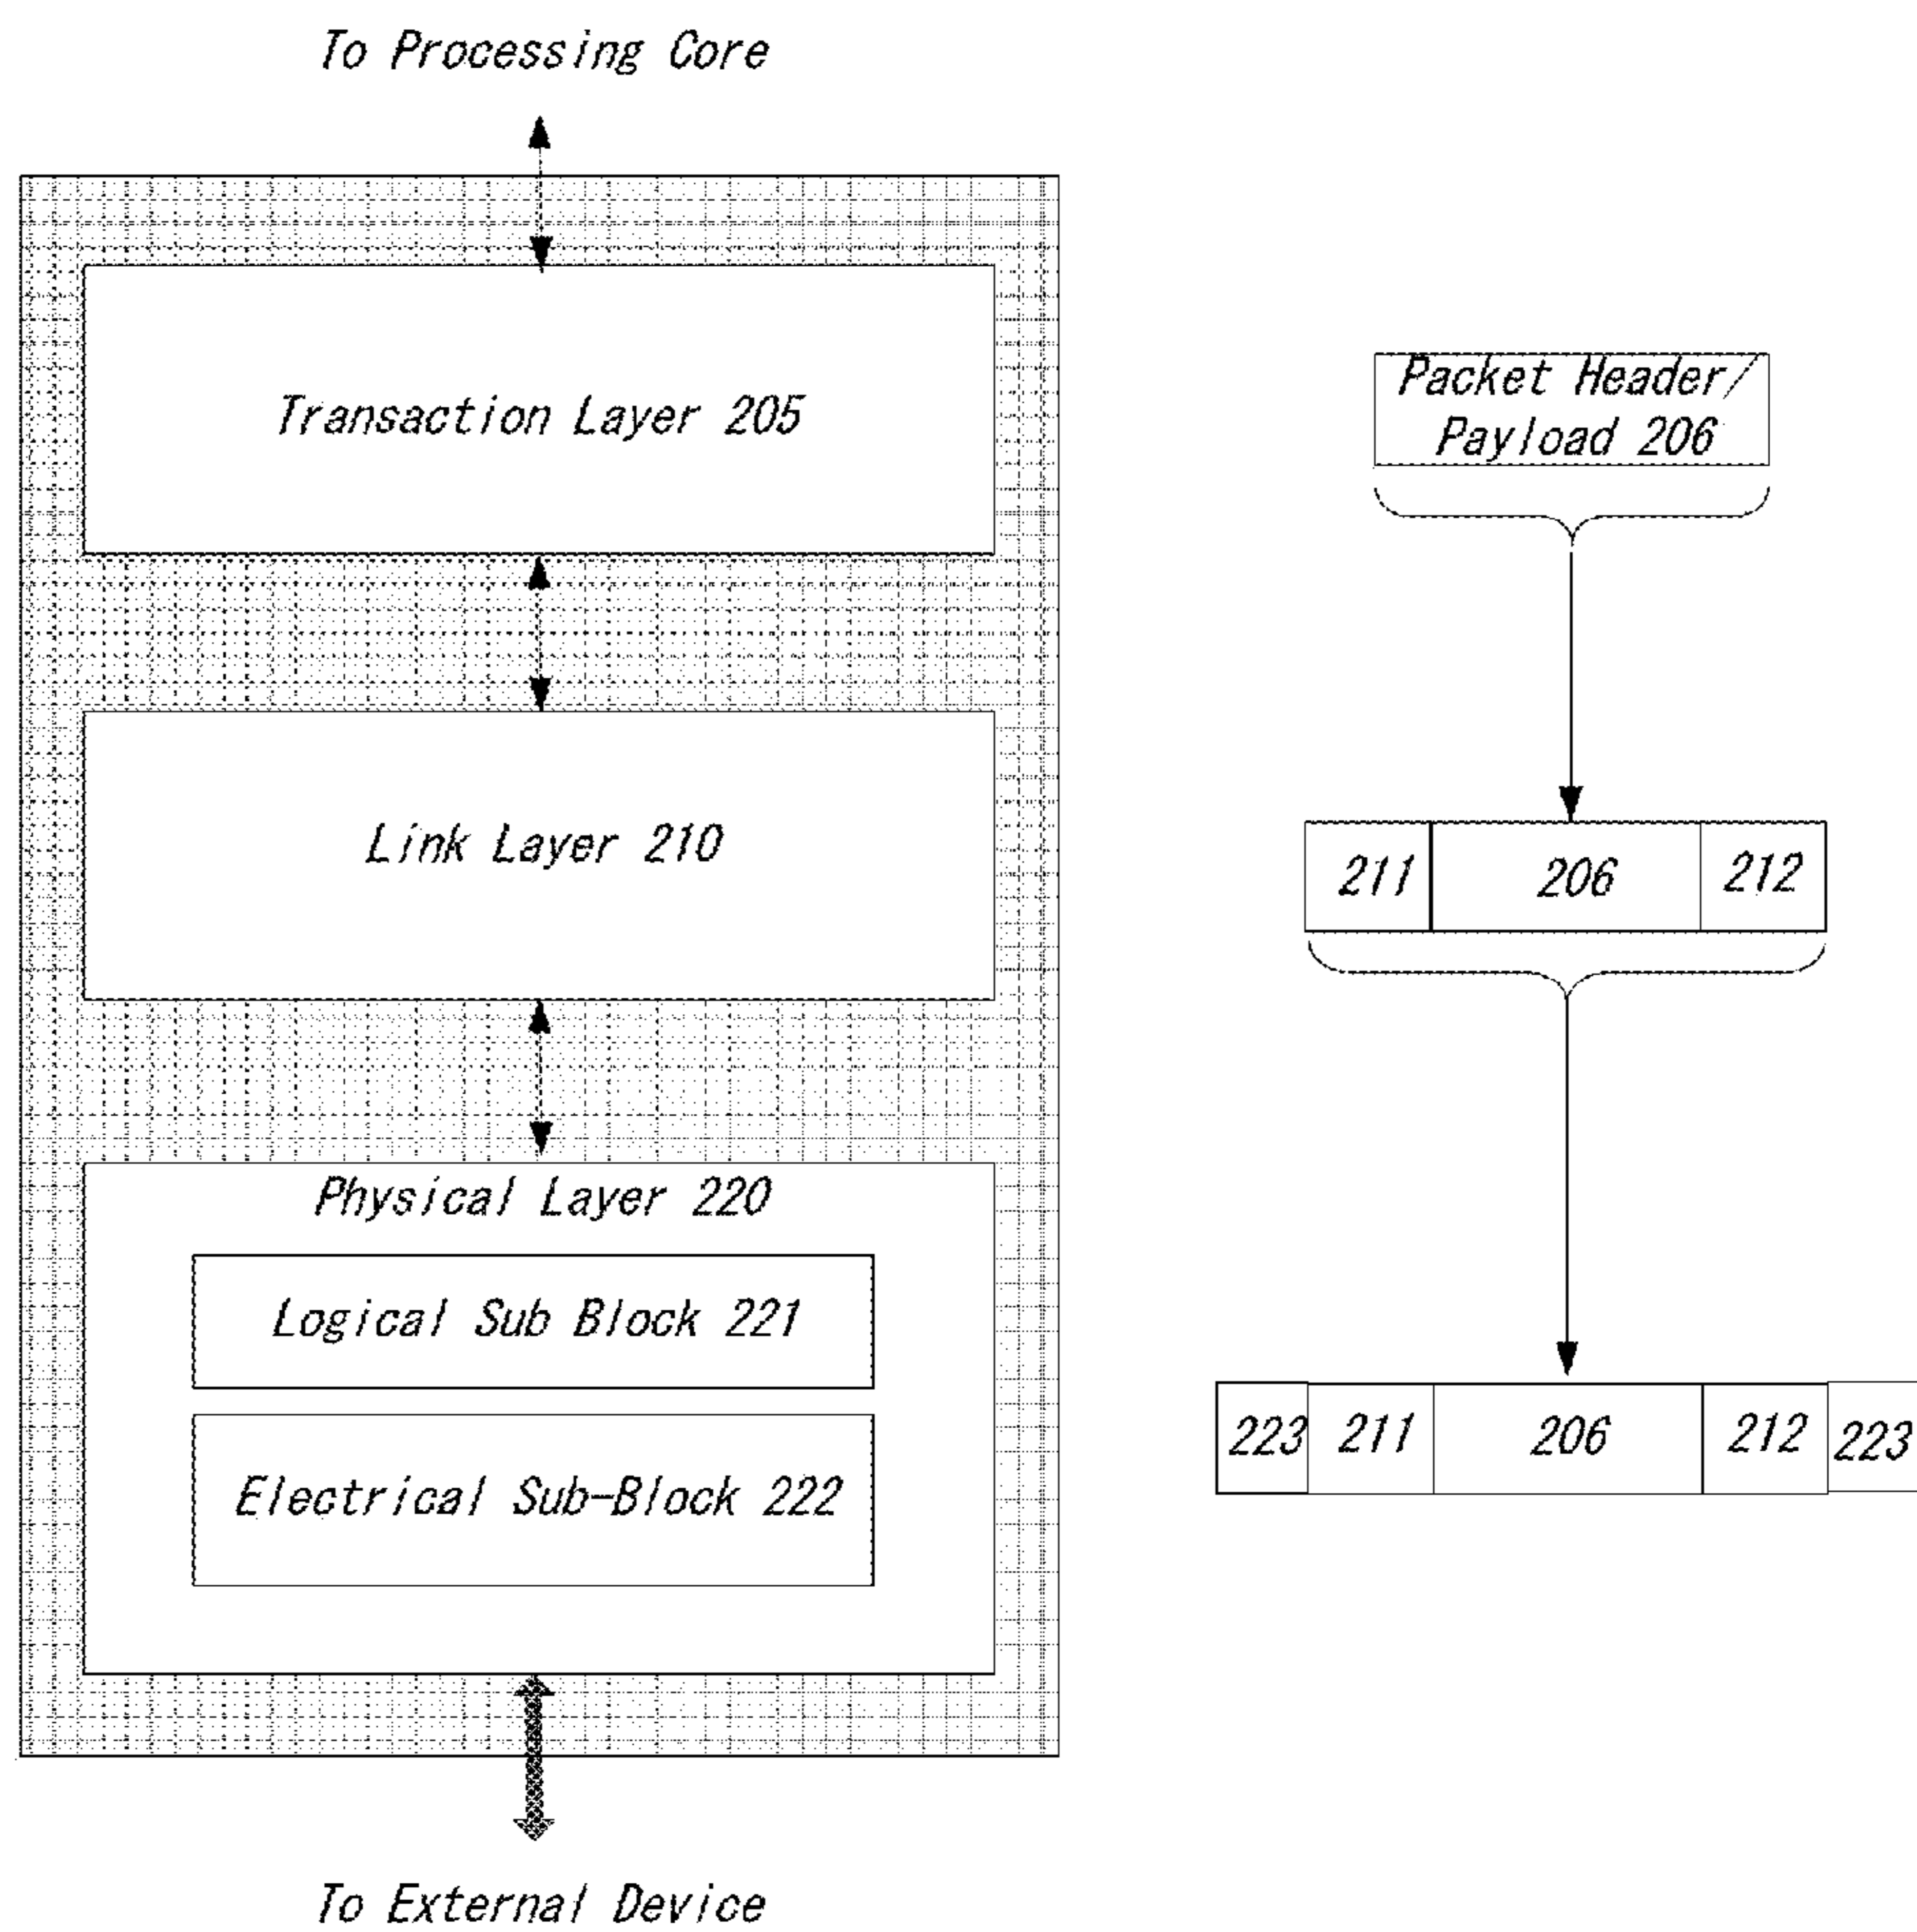 To Processing Core
Transaction Layer 205
Packet Header/
Payload 206
Link Layer 210
211 206 212
Physical Layer 220
Logical Sub Block 221
Electrical Sub-Block 222
223 211 206 212 223
To External Device